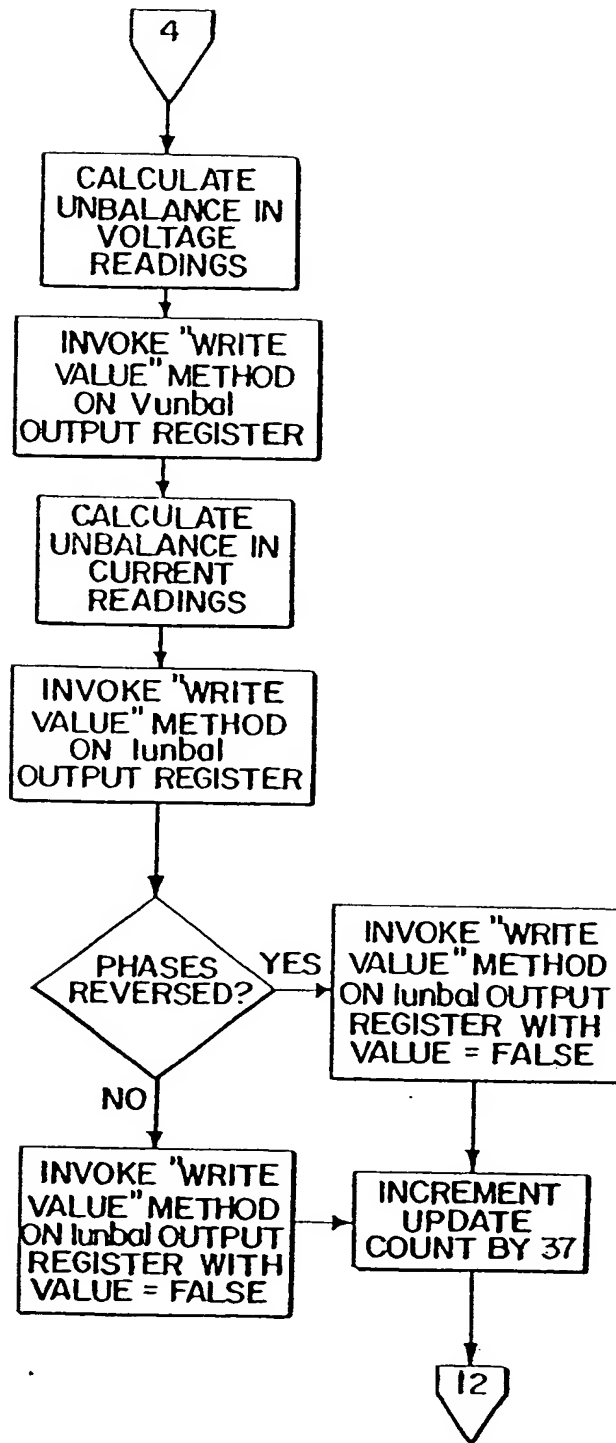 4
CALCULATE
UNBALANCE IN
VOLTAGE
READINGS
INVOKE "WRITE
VALUE" METHOD
ON Vunbal
OUTPUT REGISTER
CALCULATE
UNBALANCE IN
CURRENT
READINGS
INVOKE "WRITE
VALUE" METHOD
ON Iunbal
OUTPUT REGISTER
PHASES
REVERSED?
YES
INVOKE "WRITE
VALUE" METHOD
ON Iunbal OUTPUT
REGISTER WITH
VALUE = FALSE
NO
INVOKE "WRITE
VALUE" METHOD
ON Iunbal OUTPUT
REGISTER WITH
VALUE = FALSE
INCREMENT
UPDATE
COUNT BY 37
12